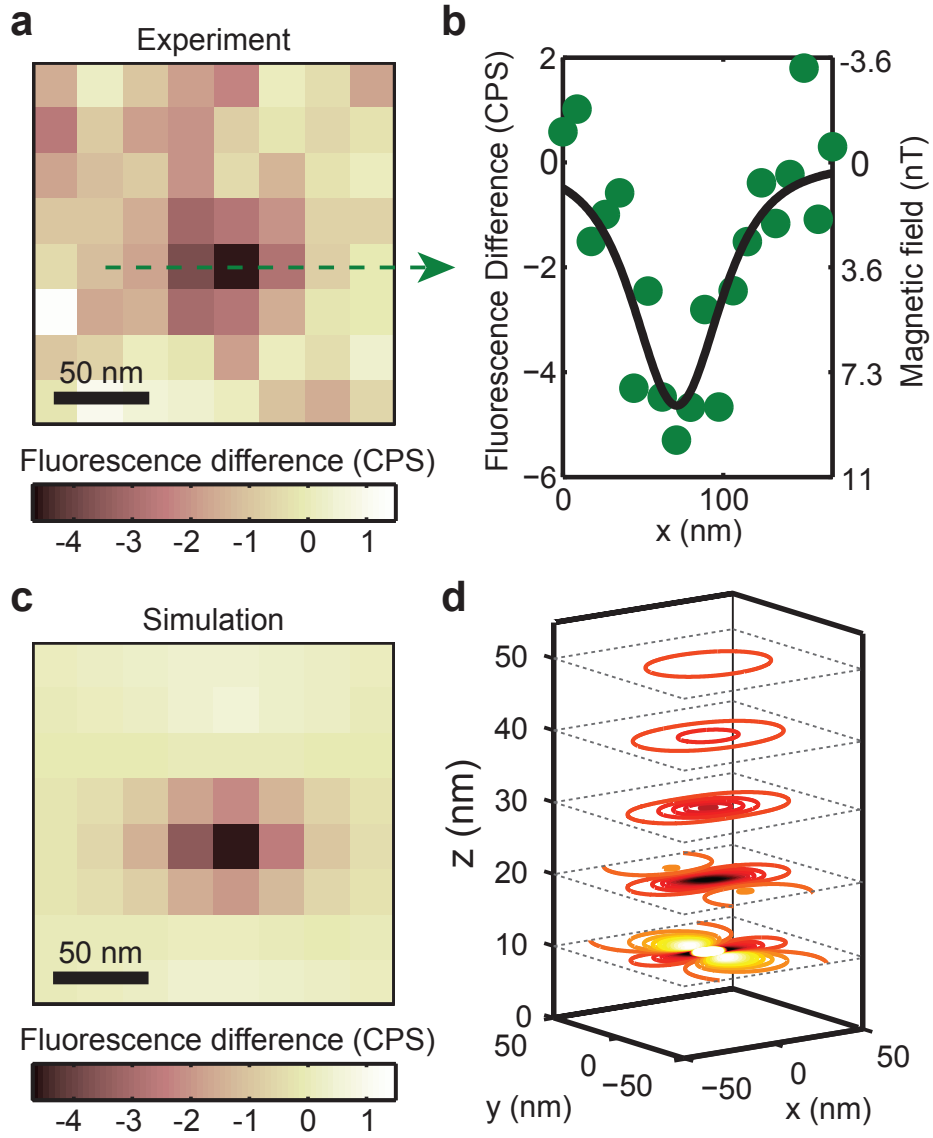 a
Experiment
50 nm
Fluorescence difference (CPS)
-4 -3 -2 -1 0 1
b
Fluorescence Difference (CPS)
2
0
−2
−4
−6
0 100
x (nm)
-3.6
0
3.6
7.3
11
Magnetic field (nT)
c
Simulation
50 nm
Fluorescence difference (CPS)
-4 -3 -2 -1 0 1
d
z (nm)
50
40
30
20
10
0
50
0
−50
y (nm)
−50
0
50
x (nm)